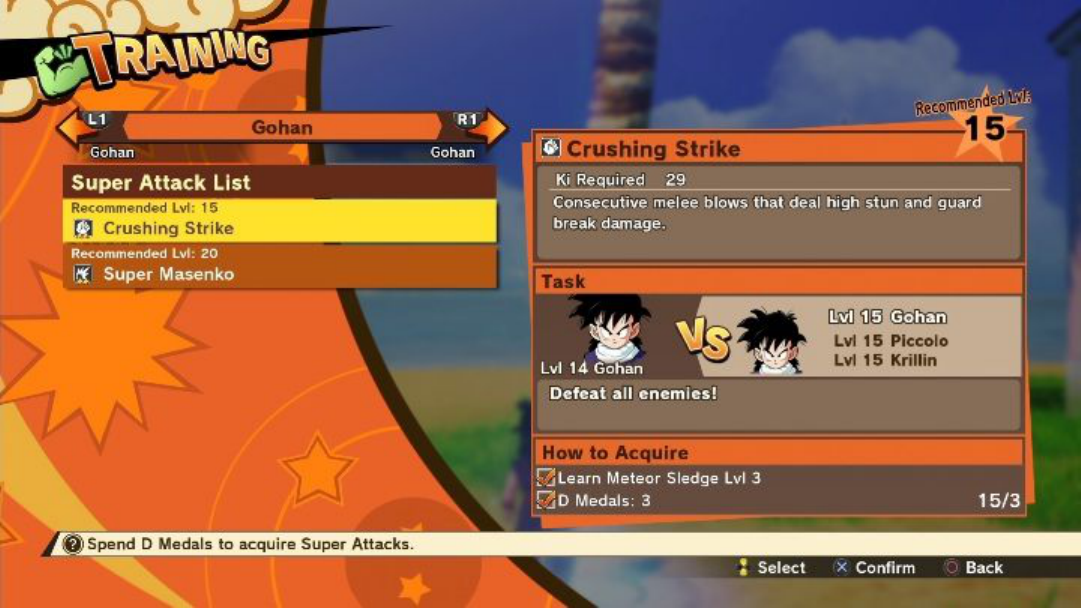 TRAINING
L1
Gohan
R1
Gohan
Gohan
Super Attack List
Recommended Lvl: 15
Crushing Strike
Recommended Lvl: 20
Super Masenko
Recommended Lvl:
15
Crushing Strike
Ki Required 29
Consecutive melee blows that deal high stun and guard
break damage.
Task
Lvl 14 Gohan
VS
Lvl 15 Gohan
Lvl 15 Piccolo
Lvl 15 Krillin
Defeat all enemies!
How to Acquire
Learn Meteor Sledge Lvl 3
D Medals: 3
15/3
? Spend D Medals to acquire Super Attacks.
Select
Confirm
Back